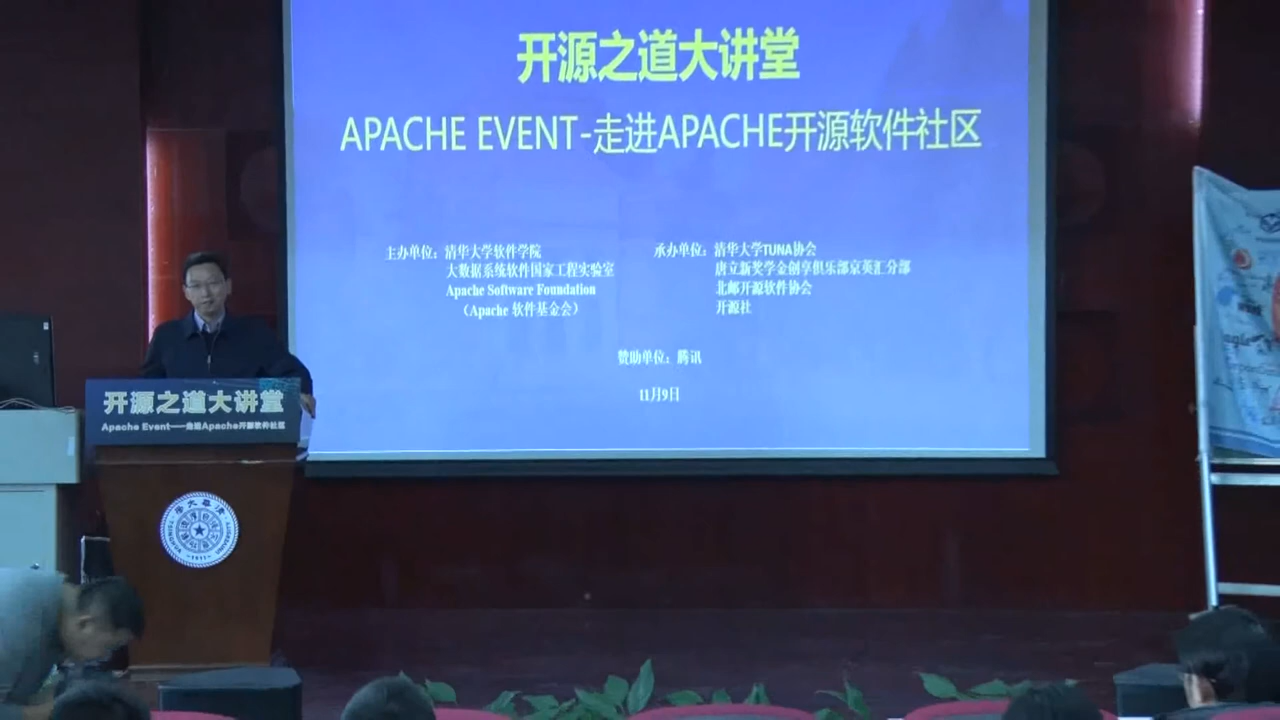 开源之道大讲堂
APACHE EVENT-走进APACHE开源软件社区
主办单位：清华大学软件学院
大数据系统软件国家工程实验室
Apache Software Foundation
（Apache 软件基金会）
承办单位：清华大学TUNA协会
唐立新奖学金创享俱乐部京英汇分部
北邮开源软件协会
开源社
赞助单位：腾讯
11月9日
开源之道大讲堂
Apache Event——走进Apache开源软件社区
清华大学
TSINGHUA UNIVERSITY
-1911-